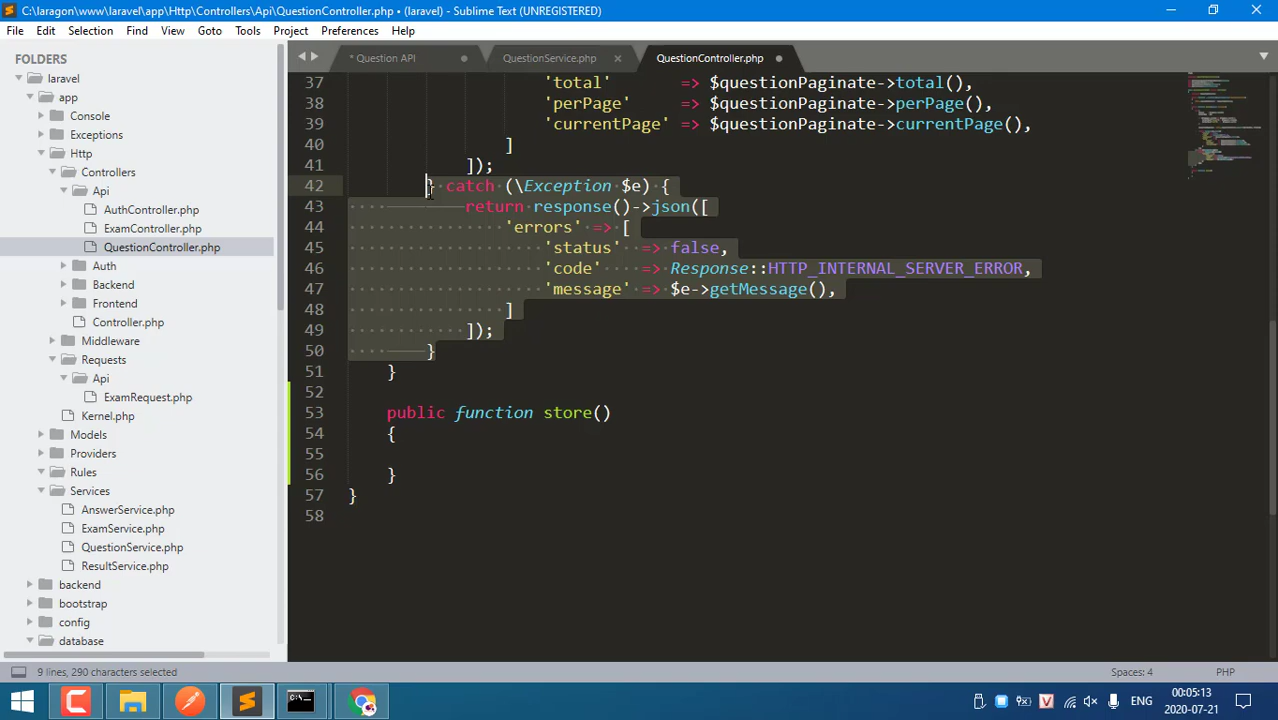 C:\laragon\www\laravel\app\Http\Controllers\Api\QuestionController.php • (laravel) - Sublime Text (UNREGISTERED)
File Edit Selection Find View Goto Tools Project Preferences Help
FOLDERS
laravel
app
Console
Exceptions
Http
Controllers
Api
AuthController.php
ExamController.php
QuestionController.php
Auth
Backend
Frontend
Controller.php
Middleware
Requests
Api
ExamRequest.php
Kernel.php
Models
Providers
Rules
Services
AnswerService.php
ExamService.php
QuestionService.php
ResultService.php
backend
bootstrap
config
database
* Question API QuestionService.php QuestionController.php
37 'total' => $questionPaginate->total(),
38 'perPage' => $questionPaginate->perPage(),
39 'currentPage' => $questionPaginate->currentPage(),
40 ]
41 ]);
42 } catch (\Exception $e) {
43 return response()->json([
44 'errors' => [
45 'status' => false,
46 'code' => Response::HTTP_INTERNAL_SERVER_ERROR,
47 'message' => $e->getMessage(),
48 ]
49 ]);
50 }
51 }
52
53 public function store()
54 {
55
56 }
57 }
58
9 lines, 290 characters selected Spaces: 4 PHP
ENG 00:05:13 2020-07-21